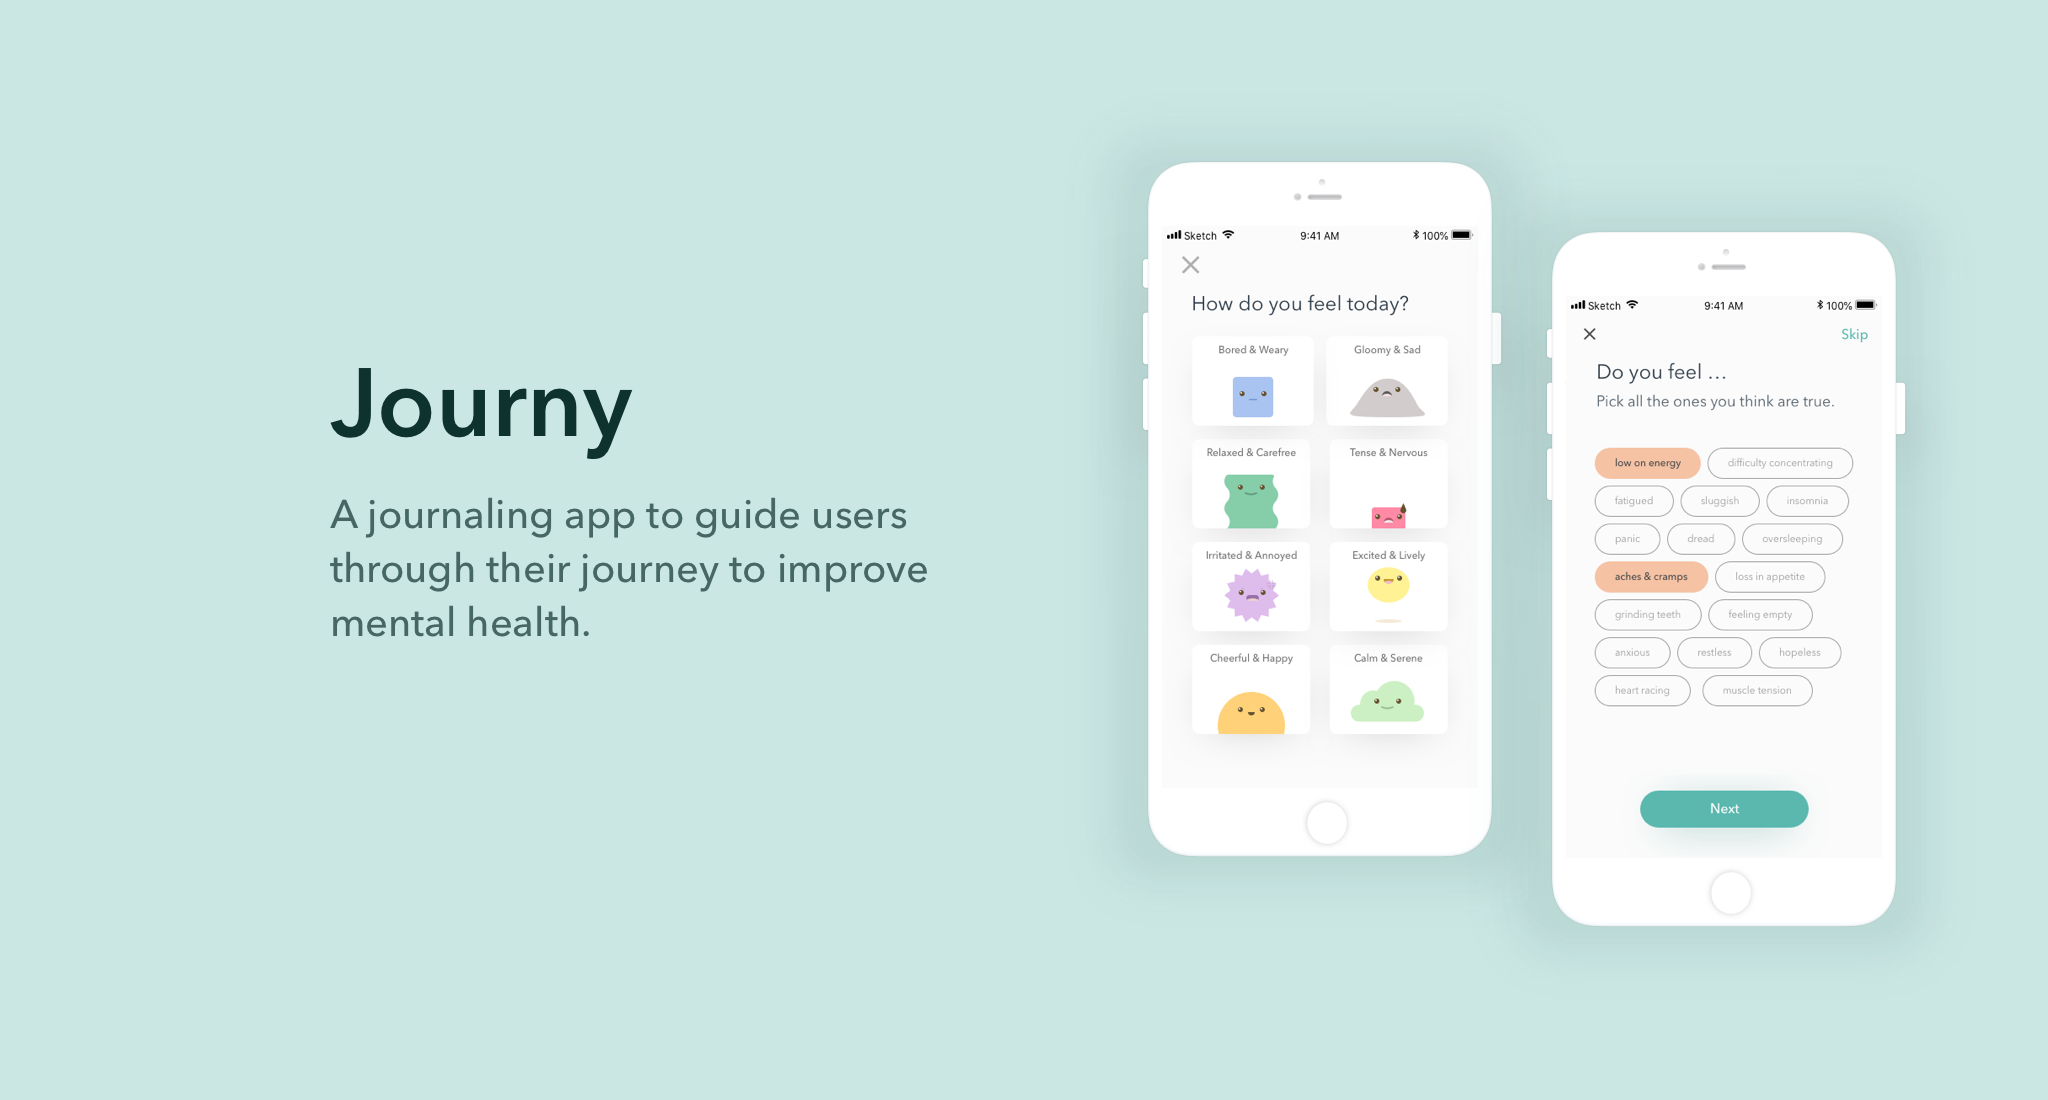 Journy
A journaling app to guide users
through their journey to improve
mental health.
Sketch 9:41 AM 100%
How do you feel today?
Bored & Weary Gloomy & Sad
Relaxed & Carefree Tense & Nervous
Irritated & Annoyed Excited & Lively
Cheerful & Happy Calm & Serene
Sketch 9:41 AM 100%
Skip
Do you feel ...
Pick all the ones you think are true.
low on energy difficulty concentrating
fatigued sluggish insomnia
panic dread oversleeping
aches & cramps loss in appetite
grinding teeth feeling empty
anxious restless hopeless
heart racing muscle tension
Next